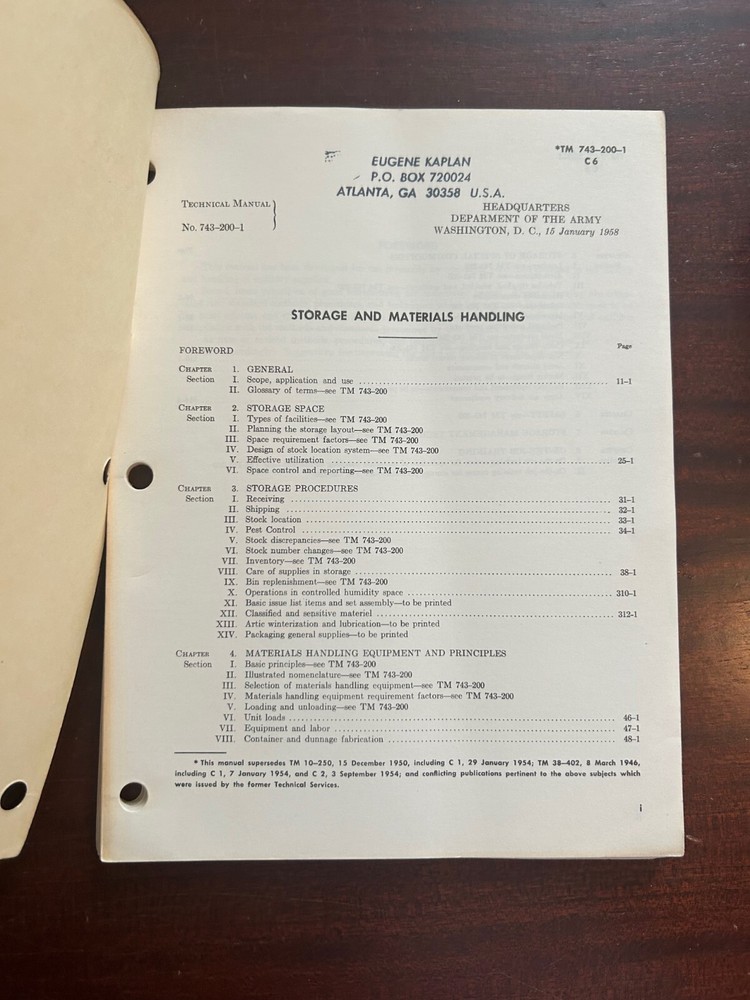 *TM 743–200–1
C 6
EUGENE KAPLAN
P.O. BOX 720024
ATLANTA, GA 30358 U.S.A.
TECHNICAL MANUAL
No. 743–200–1
HEADQUARTERS
DEPARMENT OF THE ARMY
WASHINGTON, D. C., 15 January 1958
STORAGE AND MATERIALS HANDLING
FOREWORD Page
CHAPTER 1. GENERAL
Section I. Scope, application and use 11–1
II. Glossary of terms—see TM 743–200
CHAPTER 2. STORAGE SPACE
Section I. Types of facilities—see TM 743–200
II. Planning the storage layout—see TM 743–200
III. Space requirement factors—see TM 743–200
IV. Design of stock location system—see TM 743–200
V. Effective utilization 25–1
VI. Space control and reporting—see TM 743–200
CHAPTER 3. STORAGE PROCEDURES
Section I. Receiving 31–1
II. Shipping 32–1
III. Stock location 33–1
IV. Pest Control 34–1
V. Stock discrepancies—see TM 743–200
VI. Stock number changes—see TM 743–200
VII. Inventory—see TM 743–200
VIII. Care of supplies in storage 38–1
IX. Bin replenishment—see TM 743–200
X. Operations in controlled humidity space 310–1
XI. Basic issue list items and set assembly—to be printed
XII. Classified and sensitive materiel 312–1
XIII. Artic winterization and lubrication—to be printed
XIV. Packaging general supplies—to be printed
CHAPTER 4. MATERIALS HANDLING EQUIPMENT AND PRINCIPLES
Section I. Basic principles—see TM 743–200
II. Illustrated nomenclature—see TM 743–200
III. Selection of materials handling equipment—see TM 743–200
IV. Materials handling equipment requirement factors—see TM 743–200
V. Loading and unloading—see TM 743–200
VI. Unit loads 46–1
VII. Equipment and labor 47–1
VIII. Container and dunnage fabrication 48–1
* This manual supersedes TM 10–250, 15 December 1950, including C 1, 29 January 1954; TM 38–402, 8 March 1946,
including C 1, 7 January 1954, and C 2, 3 September 1954; and conflicting publications pertinent to the above subjects which
were issued by the former Technical Services.
i